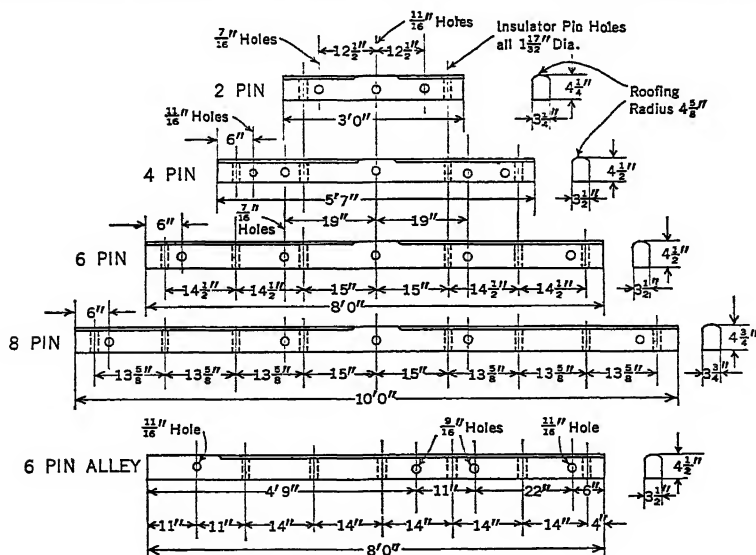 7/16" Holes
11/16" Holes
Insulator Pin Holes
all 1 17/32" Dia.
12 1/2" 12 1/2"
2 PIN
4 1/4"
3 1/4"
Roofing
Radius 4 5/8"
3'0"
11/16" Holes
6"
4 PIN
4 1/2"
3 1/2"
5'7"
7/16"
Holes
19" 19"
6"
6 PIN
4 1/2"
3 1/2"
14 1/2" 14 1/2" 15" 15" 14 1/2" 14 1/2"
8'0"
6"
8 PIN
4 3/4"
3 3/4"
13 5/8" 13 5/8" 13 5/8" 15" 15" 13 5/8" 13 5/8" 13 5/8"
10'0"
11/16" Hole
9/16" Holes
11/16" Hole
6 PIN ALLEY
4 1/2"
3 1/2"
4'9" 11" 22" 6"
11" 11" 14" 14" 14" 14" 14" 4"
8'0"